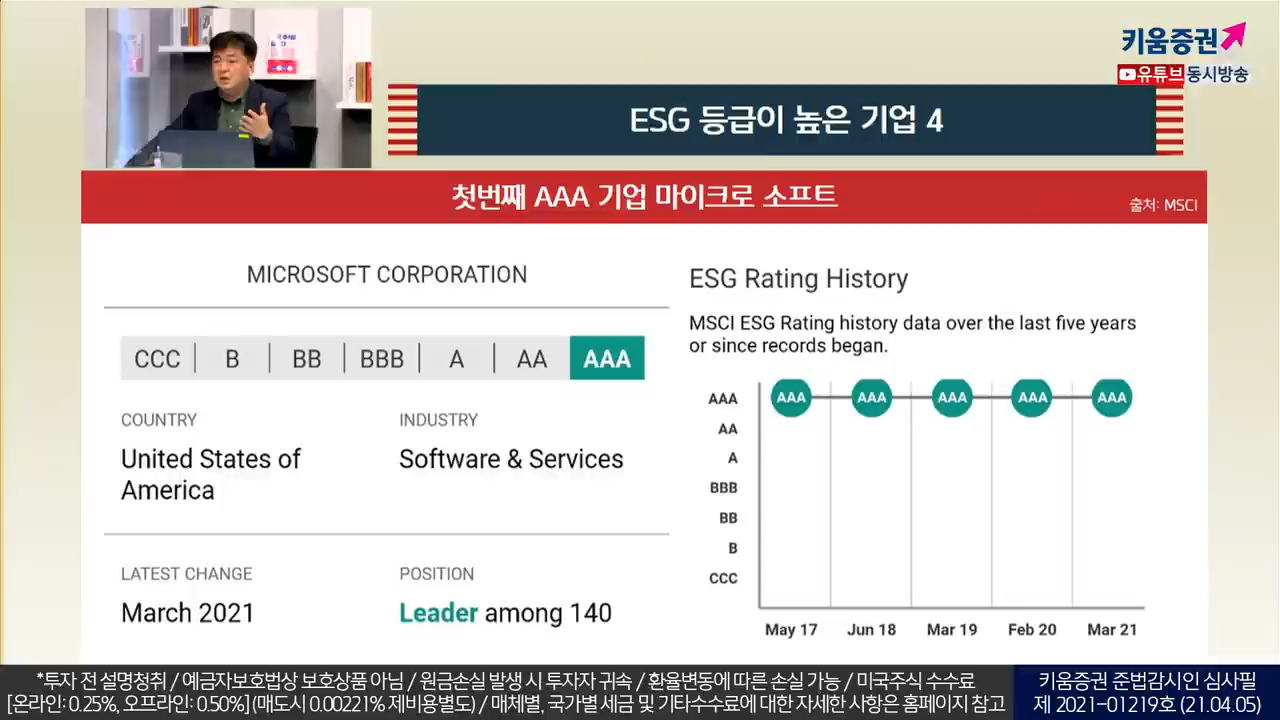 키움증권
유튜브 동시방송
ESG 등급이 높은 기업 4
첫번째 AAA 기업 마이크로 소프트
출처: MSCI
MICROSOFT CORPORATION
CCC B BB BBB A AA AAA
COUNTRY
United States of
America
INDUSTRY
Software & Services
LATEST CHANGE
March 2021
POSITION
Leader among 140
ESG Rating History
MSCI ESG Rating history data over the last five years
or since records began.
AAA
AA
A
BBB
BB
B
CCC
AAA AAA AAA AAA AAA
May 17 Jun 18 Mar 19 Feb 20 Mar 21
*투자 전 설명청취 / 예금자보호법상 보호상품 아님 / 원금손실 발생 시 투자자 귀속 / 환율변동에 따른 손실 가능 / 미국주식 수수료
[온라인: 0.25%, 오프라인: 0.50%] (매도시 0.00221% 제비용별도) / 매체별, 국가별 세금 및 기타수수료에 대한 자세한 사항은 홈페이지 참고
키움증권 준법감시인 심사필
제 2021-01219호 (21.04.05)